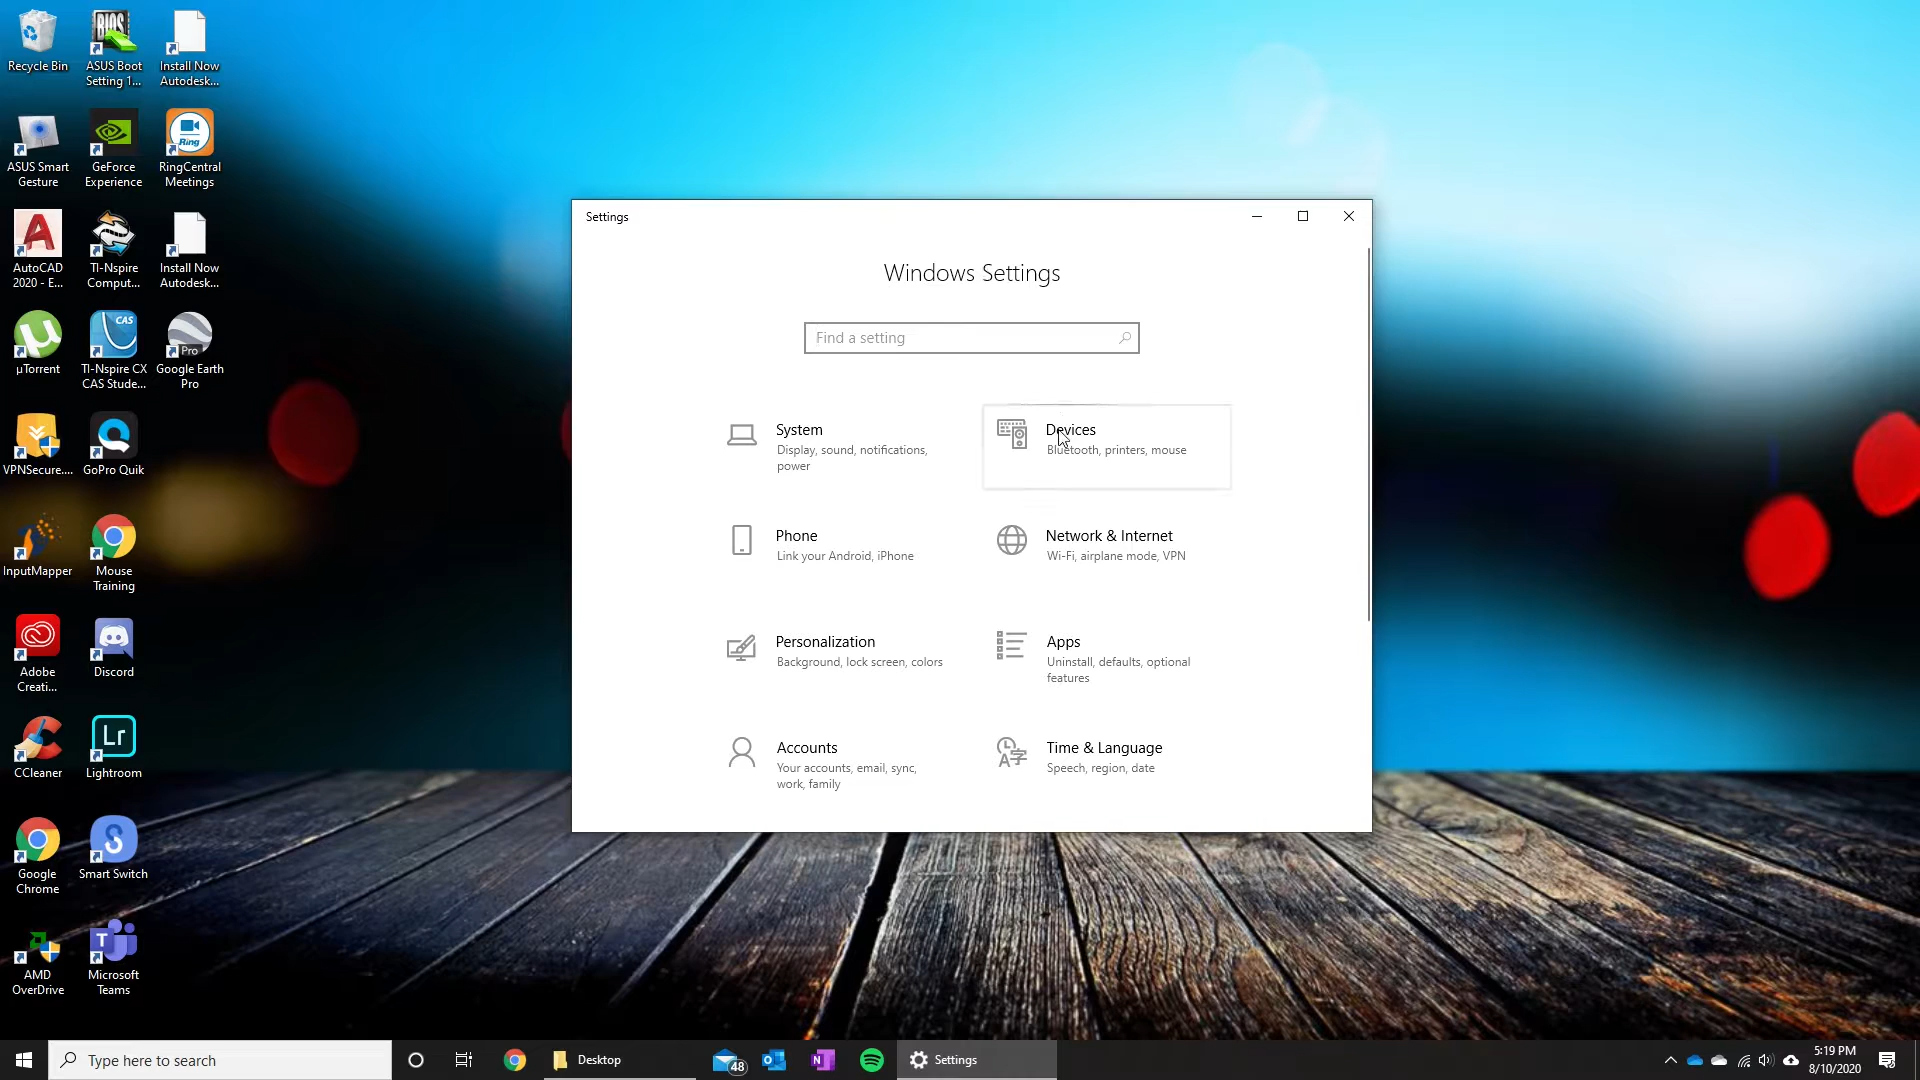 Recycle Bin
ASUS Boot
Setting 1...
Install Now
Autodesk...
ASUS Smart
Gesture
GeForce
Experience
Ring
RingCentral
Meetings
AutoCAD
2020 - E...
TI-Nspire
Comput...
Install Now
Autodesk...
µTorrent
CAS
TI-Nspire CX
CAS Stude...
Pro
Google Earth
Pro
VPNSecure....
GoPro Quik
InputMapper
Mouse
Training
Adobe
Creati...
Discord
CCleaner
Lr
Lightroom
Google
Chrome
Smart Switch
AMD
OverDrive
Microsoft
Teams
Settings
Windows Settings
Find a setting
System
Display, sound, notifications,
power
Devices
Bluetooth, printers, mouse
Phone
Link your Android, iPhone
Network & Internet
Wi-Fi, airplane mode, VPN
Personalization
Background, lock screen, colors
Apps
Uninstall, defaults, optional
features
Accounts
Your accounts, email, sync,
work, family
Time & Language
Speech, region, date
Type here to search
Desktop
48
Settings
5:19 PM
8/10/2020